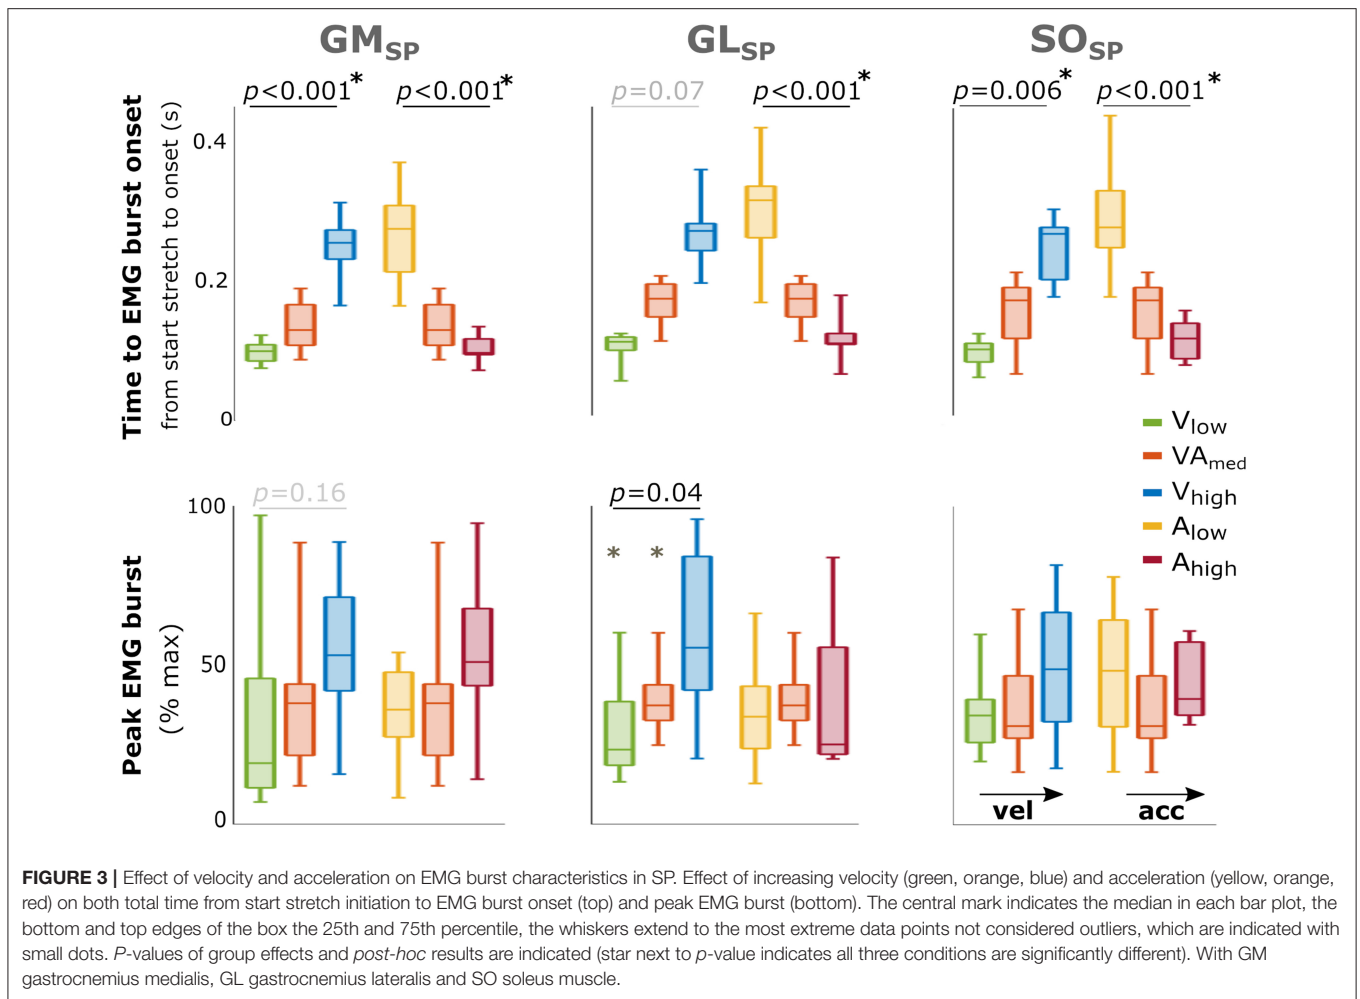 GMSP GLSP SOSP
p<0.001* p<0.001* p=0.07 p<0.001* p=0.006* p<0.001*
Time to EMG burst onset
from start stretch to onset (s)
0.4
0.2
0
Vlow
VAmed
Vhigh
Alow
Ahigh
p=0.16 p=0.04
* *
Peak EMG burst
(% max)
100
50
0
vel acc
FIGURE 3 | Effect of velocity and acceleration on EMG burst characteristics in SP. Effect of increasing velocity (green, orange, blue) and acceleration (yellow, orange,
red) on both total time from start stretch initiation to EMG burst onset (top) and peak EMG burst (bottom). The central mark indicates the median in each bar plot, the
bottom and top edges of the box the 25th and 75th percentile, the whiskers extend to the most extreme data points not considered outliers, which are indicated with
small dots. P-values of group effects and post-hoc results are indicated (star next to p-value indicates all three conditions are significantly different). With GM
gastrocnemius medialis, GL gastrocnemius lateralis and SO soleus muscle.